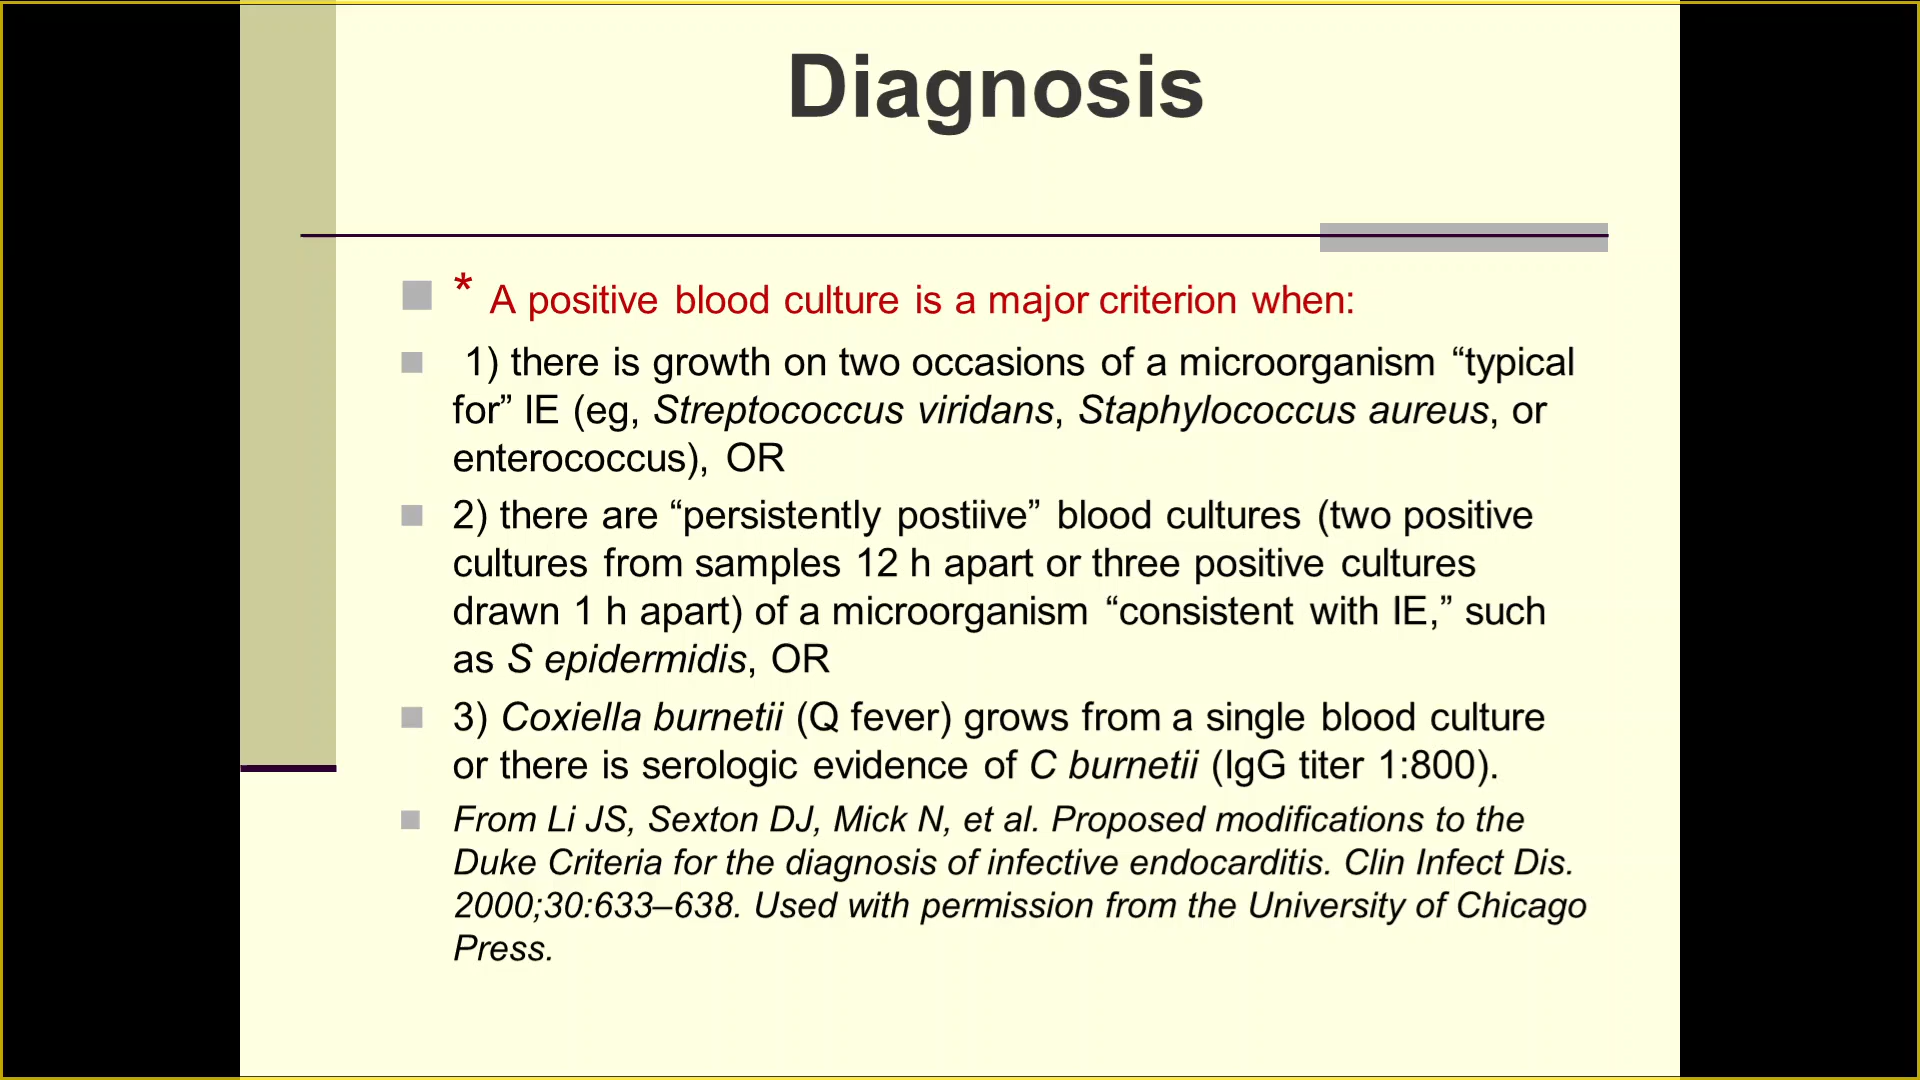 Diagnosis
* A positive blood culture is a major criterion when:
1) there is growth on two occasions of a microorganism “typical
for” IE (eg, Streptococcus viridans, Staphylococcus aureus, or
enterococcus), OR
2) there are “persistently postiive” blood cultures (two positive
cultures from samples 12 h apart or three positive cultures
drawn 1 h apart) of a microorganism “consistent with IE,” such
as S epidermidis, OR
3) Coxiella burnetii (Q fever) grows from a single blood culture
or there is serologic evidence of C burnetii (IgG titer 1:800).
From Li JS, Sexton DJ, Mick N, et al. Proposed modifications to the
Duke Criteria for the diagnosis of infective endocarditis. Clin Infect Dis.
2000;30:633–638. Used with permission from the University of Chicago
Press.